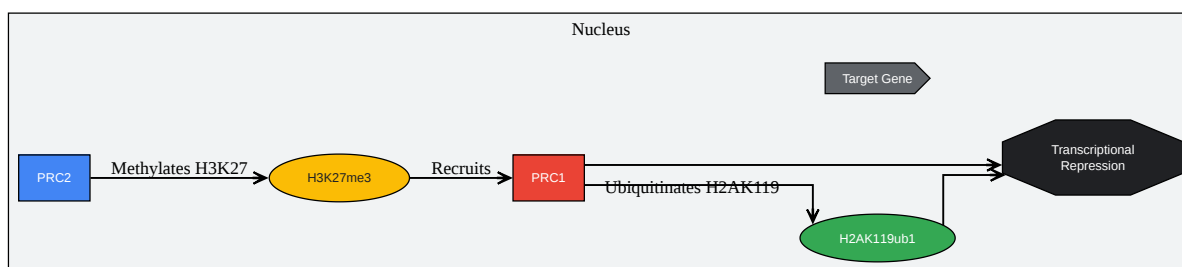 Nucleus
Target Gene
PRC2
Methylates H3K27
H3K27me3
Recruits
PRC1
Ubiquitinates H2AK119
H2AK119ub1
Transcriptional
Repression